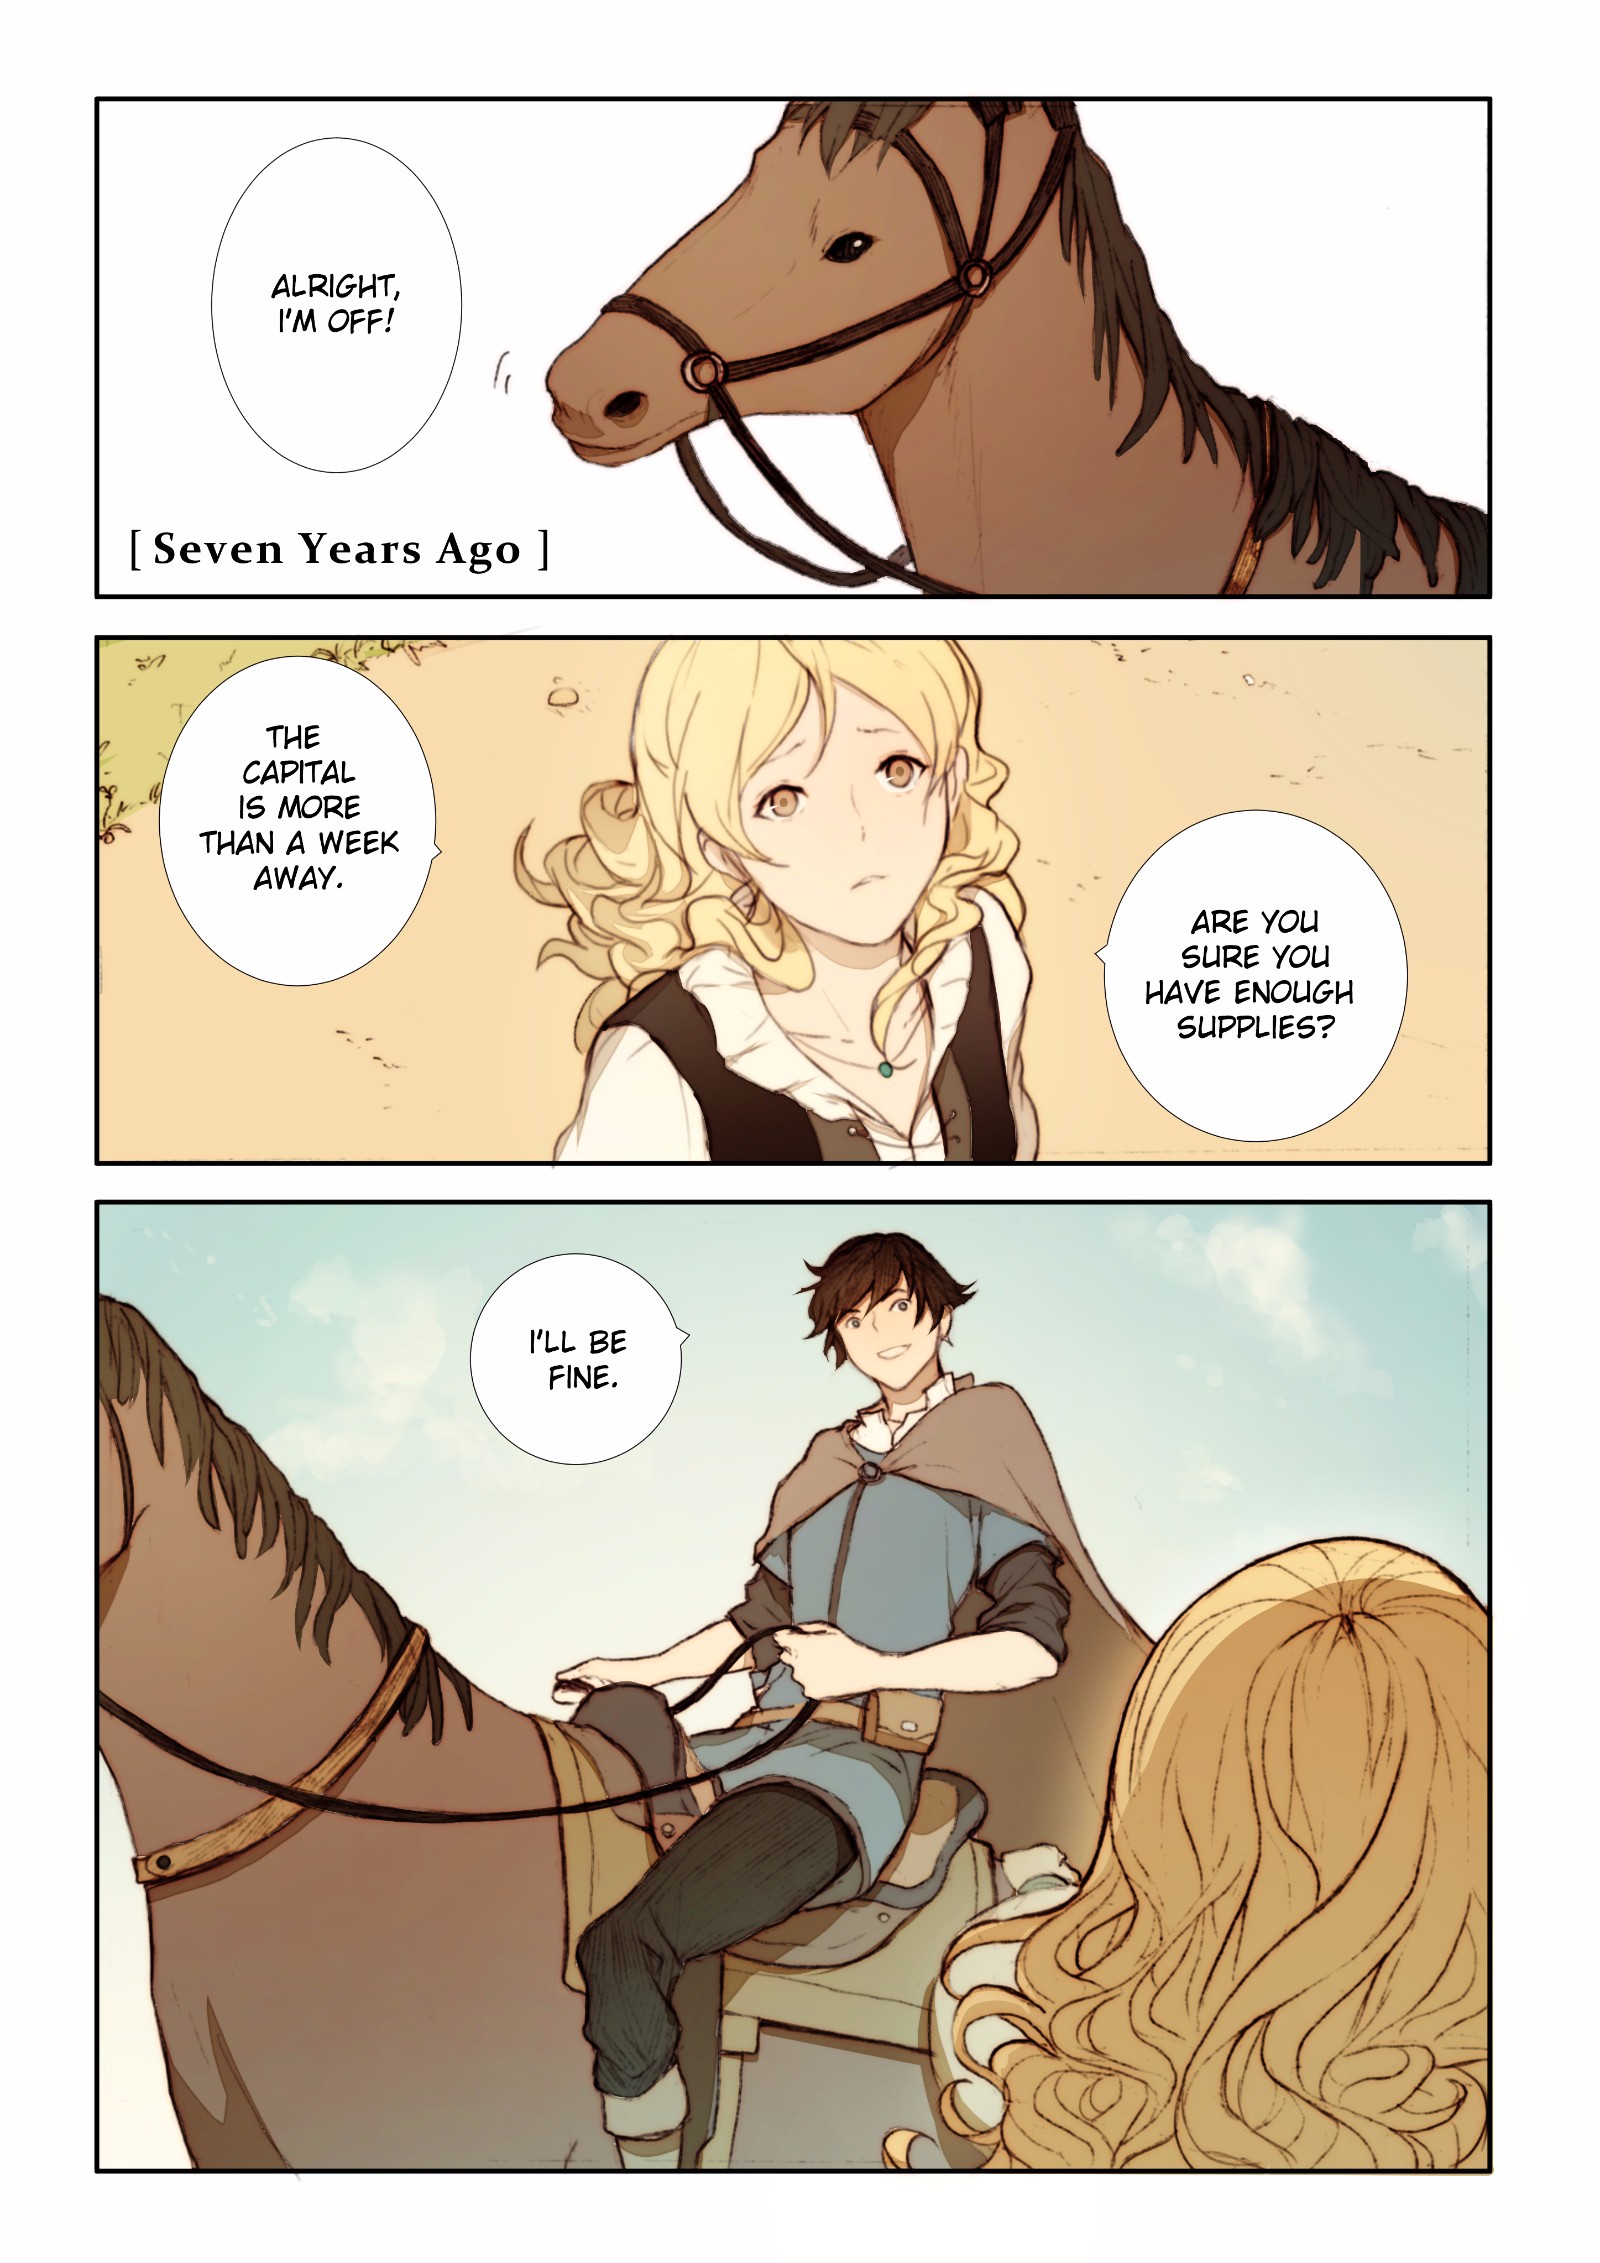 ALRIGHT,
I'M OFF!
[ Seven Years Ago ]
THE
CAPITAL
IS MORE
THAN A WEEK
AWAY.
ARE YOU
SURE YOU
HAVE ENOUGH
SUPPLIES?
I'LL BE
FINE.